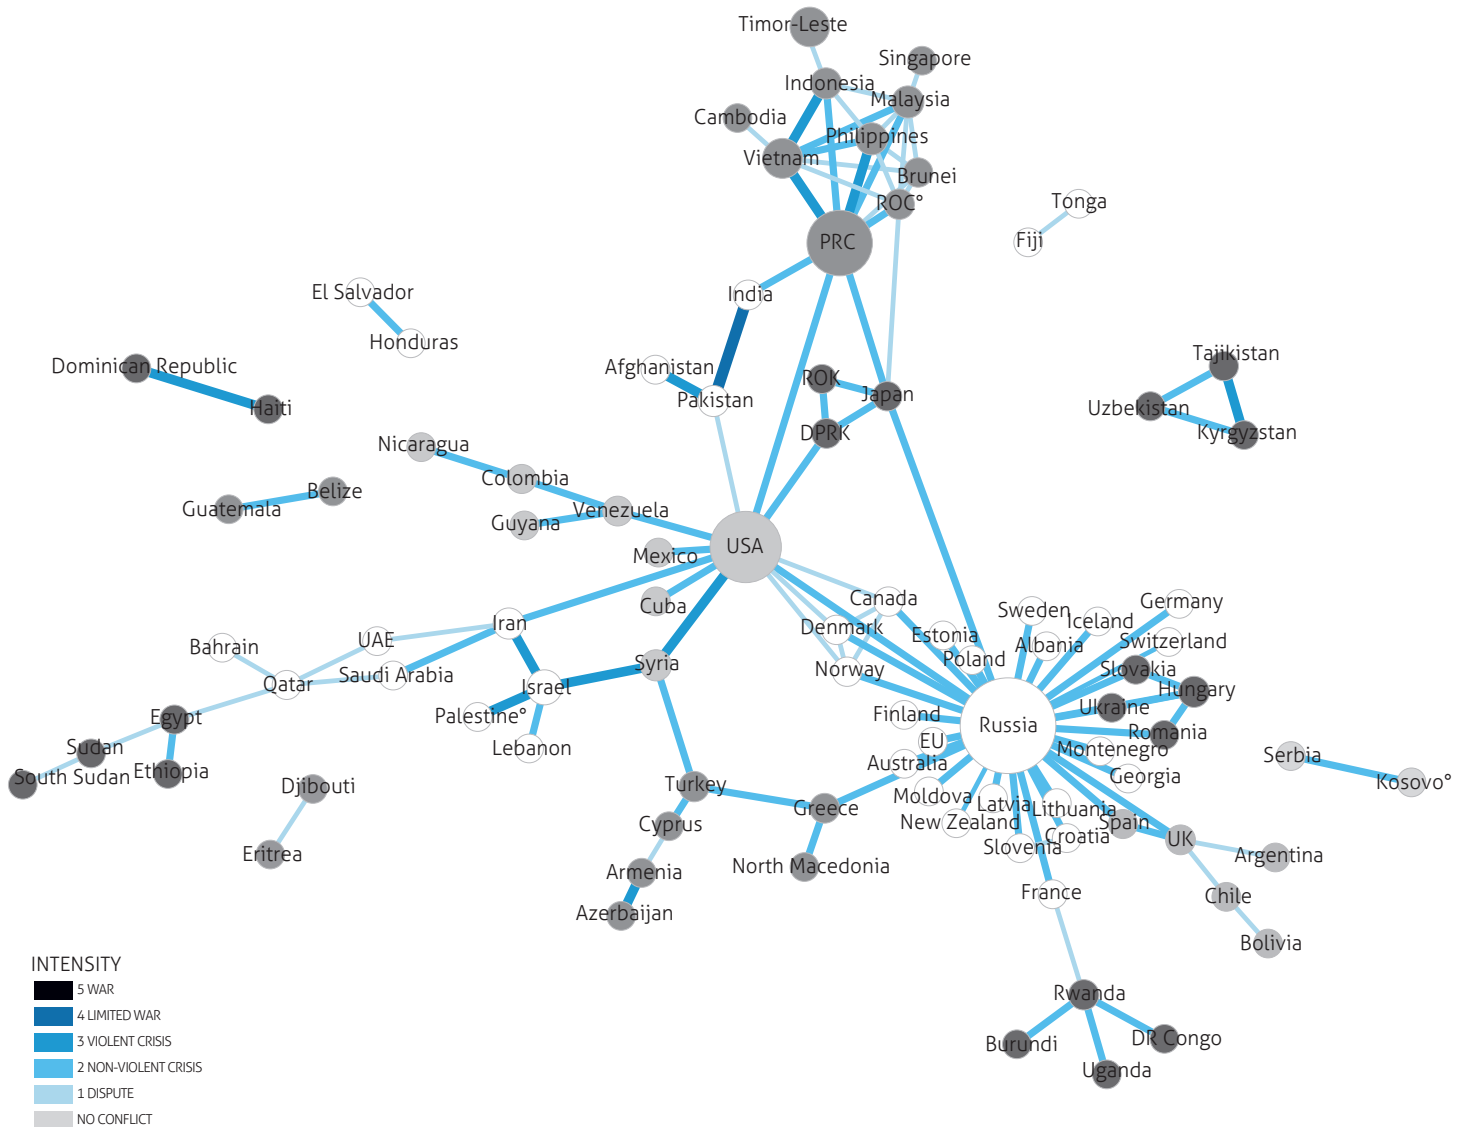 Timor-Leste
Singapore
Indonesia
Malaysia
Cambodia
Philippines
Vietnam
Brunei
ROC°
Tonga
Fiji
PRC
India
El Salvador
Honduras
Dominican Republic
Haiti
Afghanistan
Pakistan
ROK
Japan
DPRK
Tajikistan
Uzbekistan
Kyrgyzstan
Nicaragua
Colombia
Venezuela
Guyana
Belize
Guatemala
USA
Mexico
Cuba
Canada
Denmark
Norway
Estonia
Poland
Sweden
Albania
Iceland
Germany
Switzerland
Slovakia
Hungary
Ukraine
Romania
Montenegro
Georgia
Russia
Finland
EU
Australia
Moldova
New Zealand
Latvia
Lithuania
Slovenia
Croatia
Spain
UK
Argentina
Chile
Bolivia
Serbia
Kosovo°
Iran
UAE
Bahrain
Saudi Arabia
Qatar
Israel
Syria
Palestine°
Lebanon
Egypt
Sudan
South Sudan
Ethiopia
Djibouti
Eritrea
Turkey
Greece
Cyprus
North Macedonia
Armenia
Azerbaijan
France
Rwanda
Burundi
DR Congo
Uganda
INTENSITY
5 WAR
4 LIMITED WAR
3 VIOLENT CRISIS
2 NON-VIOLENT CRISIS
1 DISPUTE
NO CONFLICT